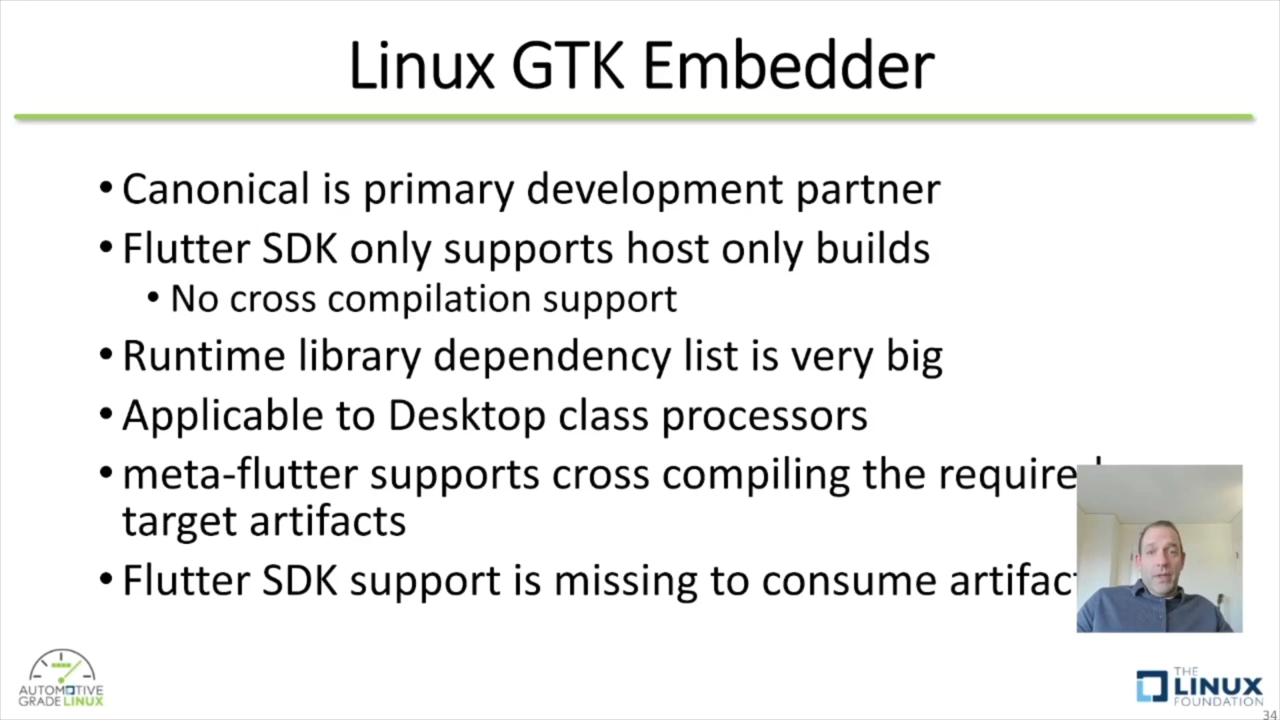 Linux GTK Embedder
• Canonical is primary development partner
• Flutter SDK only supports host only builds
• No cross compilation support
• Runtime library dependency list is very big
• Applicable to Desktop class processors
• meta-flutter supports cross compiling the
target artifacts
• Flutter SDK support is missing to consume
AUTOMOTIVE
GRADE LINUX
THE
LINUX
FOUNDATION
34